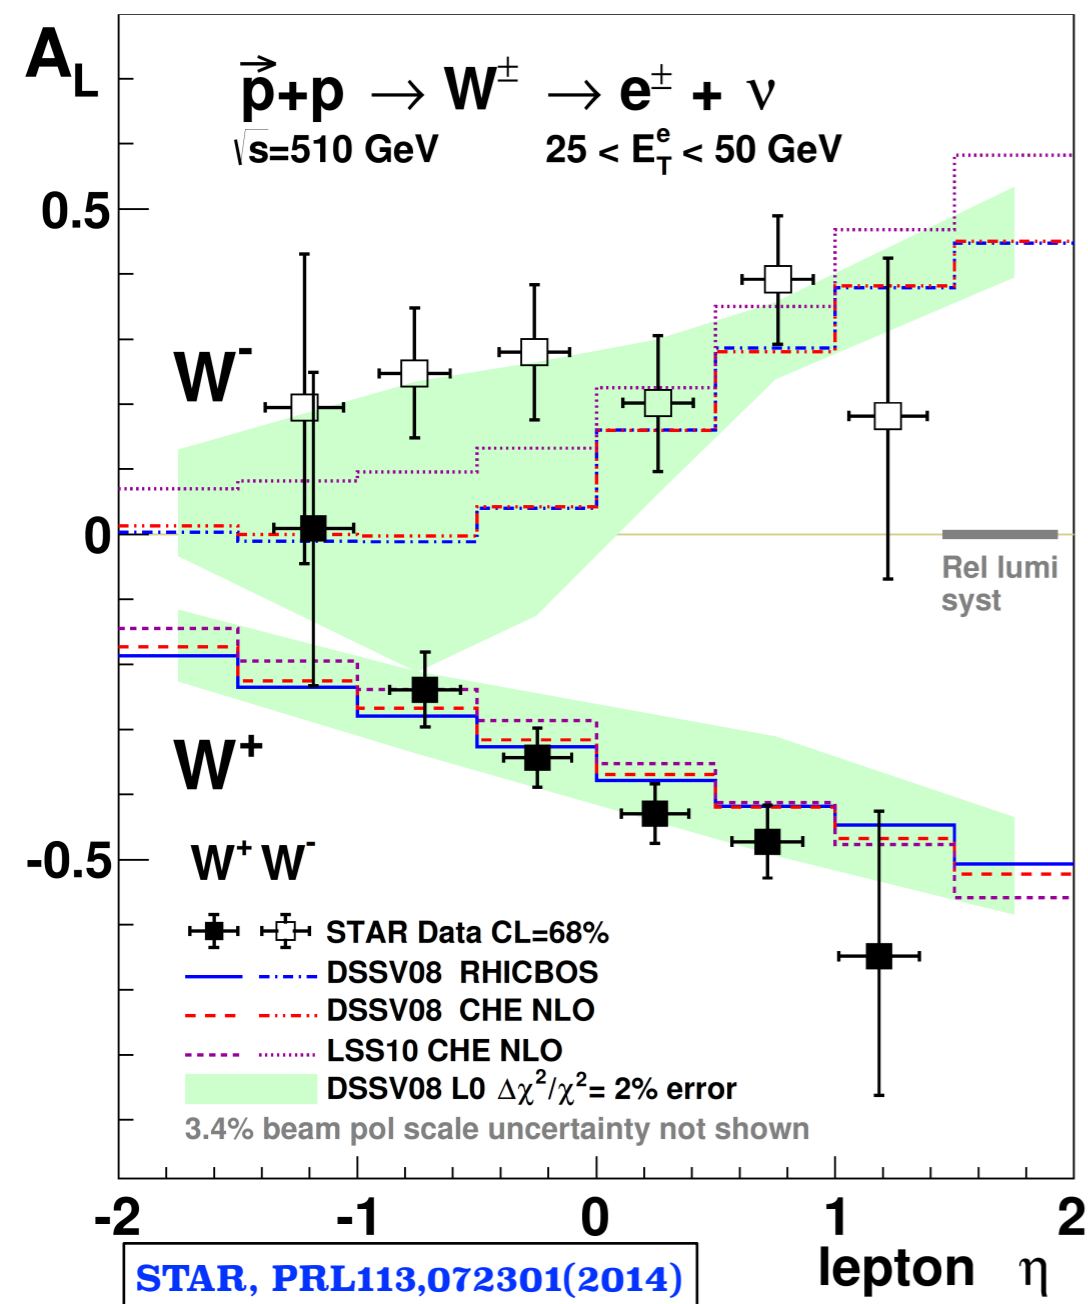 A_L
p⃗+p → W^± → e^± + ν
√s=510 GeV 25 < E_T^e < 50 GeV
0.5
W^-
0
Rel lumi
syst
W^+
-0.5
W^+ W^-
STAR Data CL=68%
DSSV08 RHICBOS
DSSV08 CHE NLO
LSS10 CHE NLO
DSSV08 L0 Δχ²/χ²= 2% error
3.4% beam pol scale uncertainty not shown
-2 -1 0 1 2
lepton η
STAR, PRL113,072301(2014)